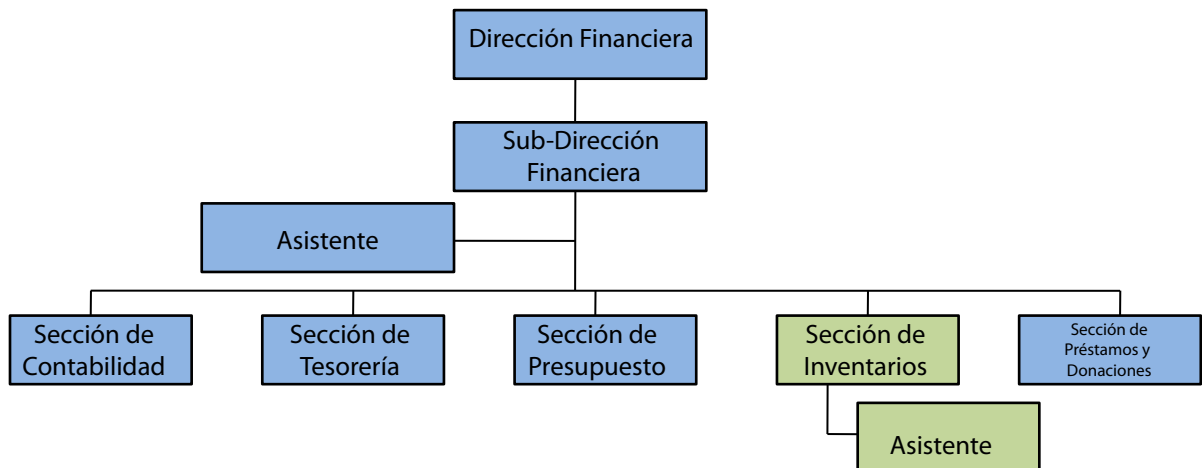 Dirección Financiera
Sub-Dirección
Financiera
Asistente
Sección de
Contabilidad
Sección de
Tesorería
Sección de
Presupuesto
Sección de
Inventarios
Sección de
Préstamos y
Donaciones
Asistente